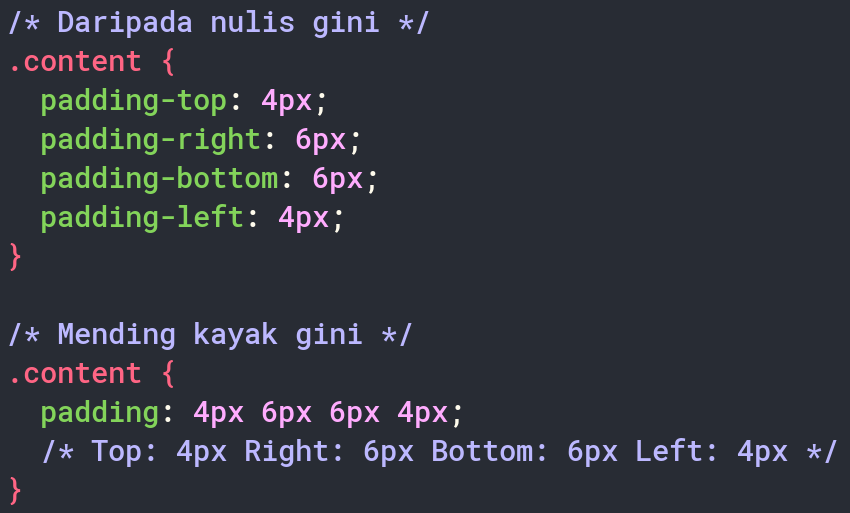 /* Daripada nulis gini */
.content {
  padding-top: 4px;
  padding-right: 6px;
  padding-bottom: 6px;
  padding-left: 4px;
}

/* Mending kayak gini */
.content {
  padding: 4px 6px 6px 4px;
  /* Top: 4px Right: 6px Bottom: 6px Left: 4px */
}